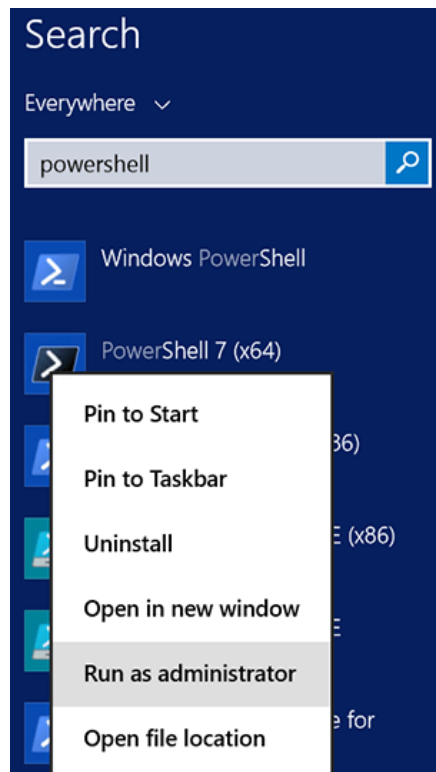 Search
Everywhere
powershell
Windows PowerShell
PowerShell 7 (x64)
Pin to Start
36)
Pin to Taskbar
Uninstall
E (x86)
Open in new window
E
Run as administrator
e for
Open file location